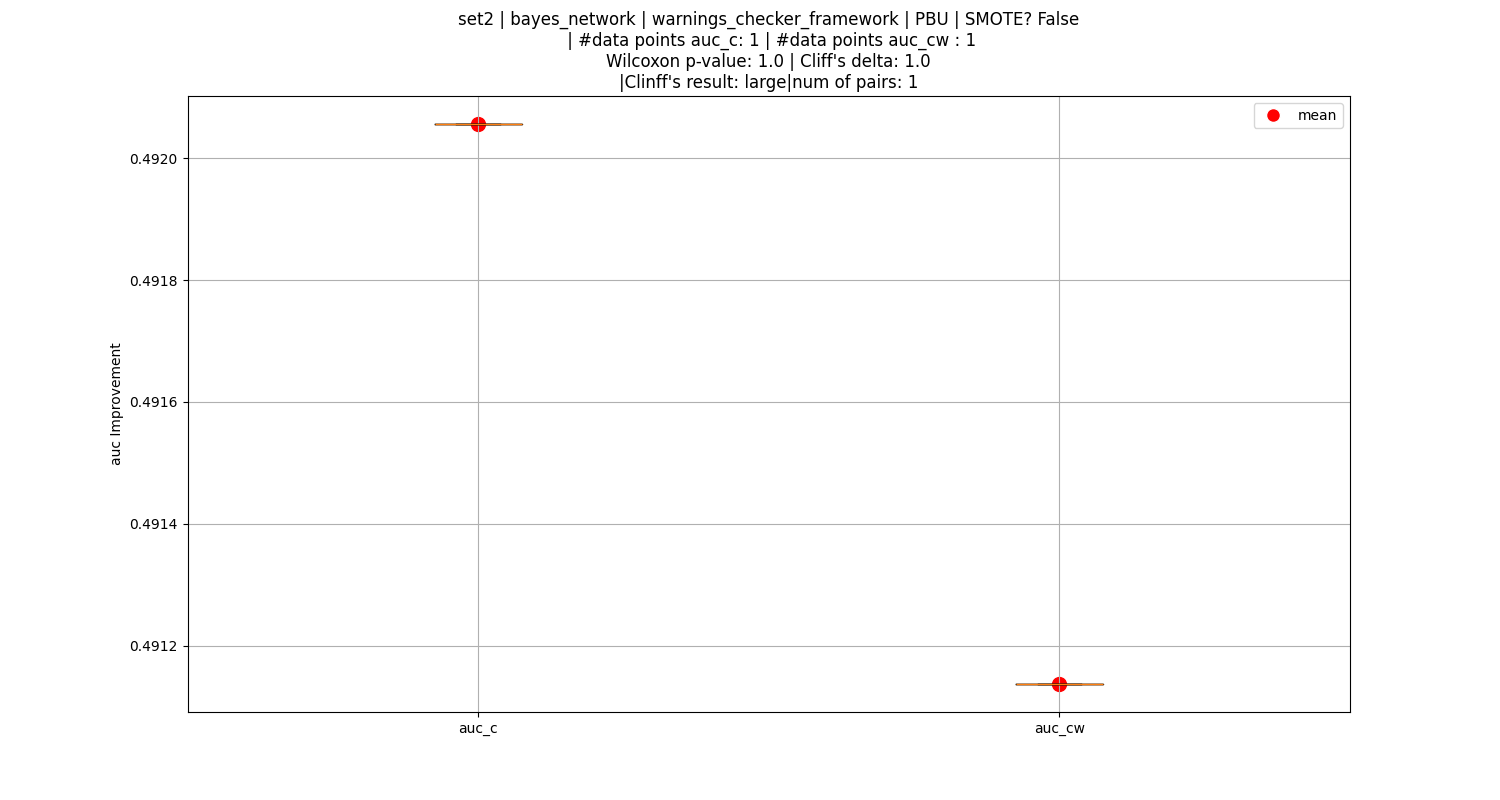 set2 | bayes_network | warnings_checker_framework | PBU | SMOTE? False
| #data points auc_c: 1 | #data points auc_cw : 1
Wilcoxon p-value: 1.0 | Cliff's delta: 1.0
|Clinff's result: large|num of pairs: 1
mean
0.4920
0.4918
0.4916
0.4914
0.4912
auc Improvement
auc_c
auc_cw